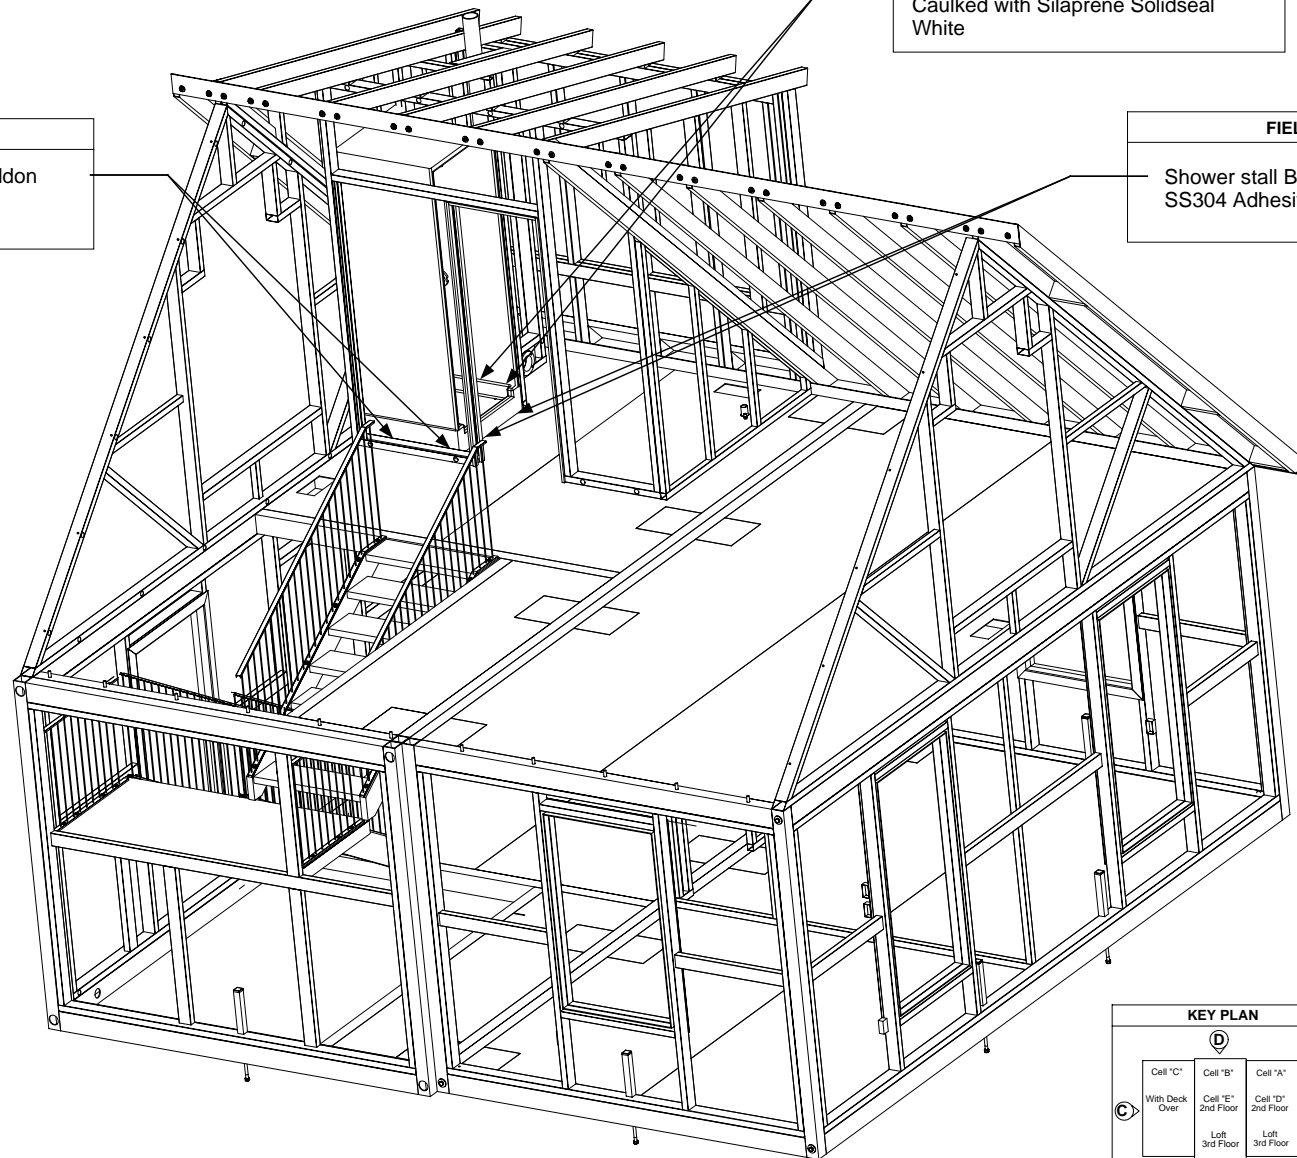 Caulked with Silaprene Solidseal
White
FIEL
Shower stall B
SS304 Adhesi
ldon
KEY PLAN
D
Cell "C"
Cell "B"
Cell "A"
With Deck
Over
Cell "E"
2nd Floor
Cell "D"
2nd Floor
C
Loft
3rd Floor
Loft
3rd Floor